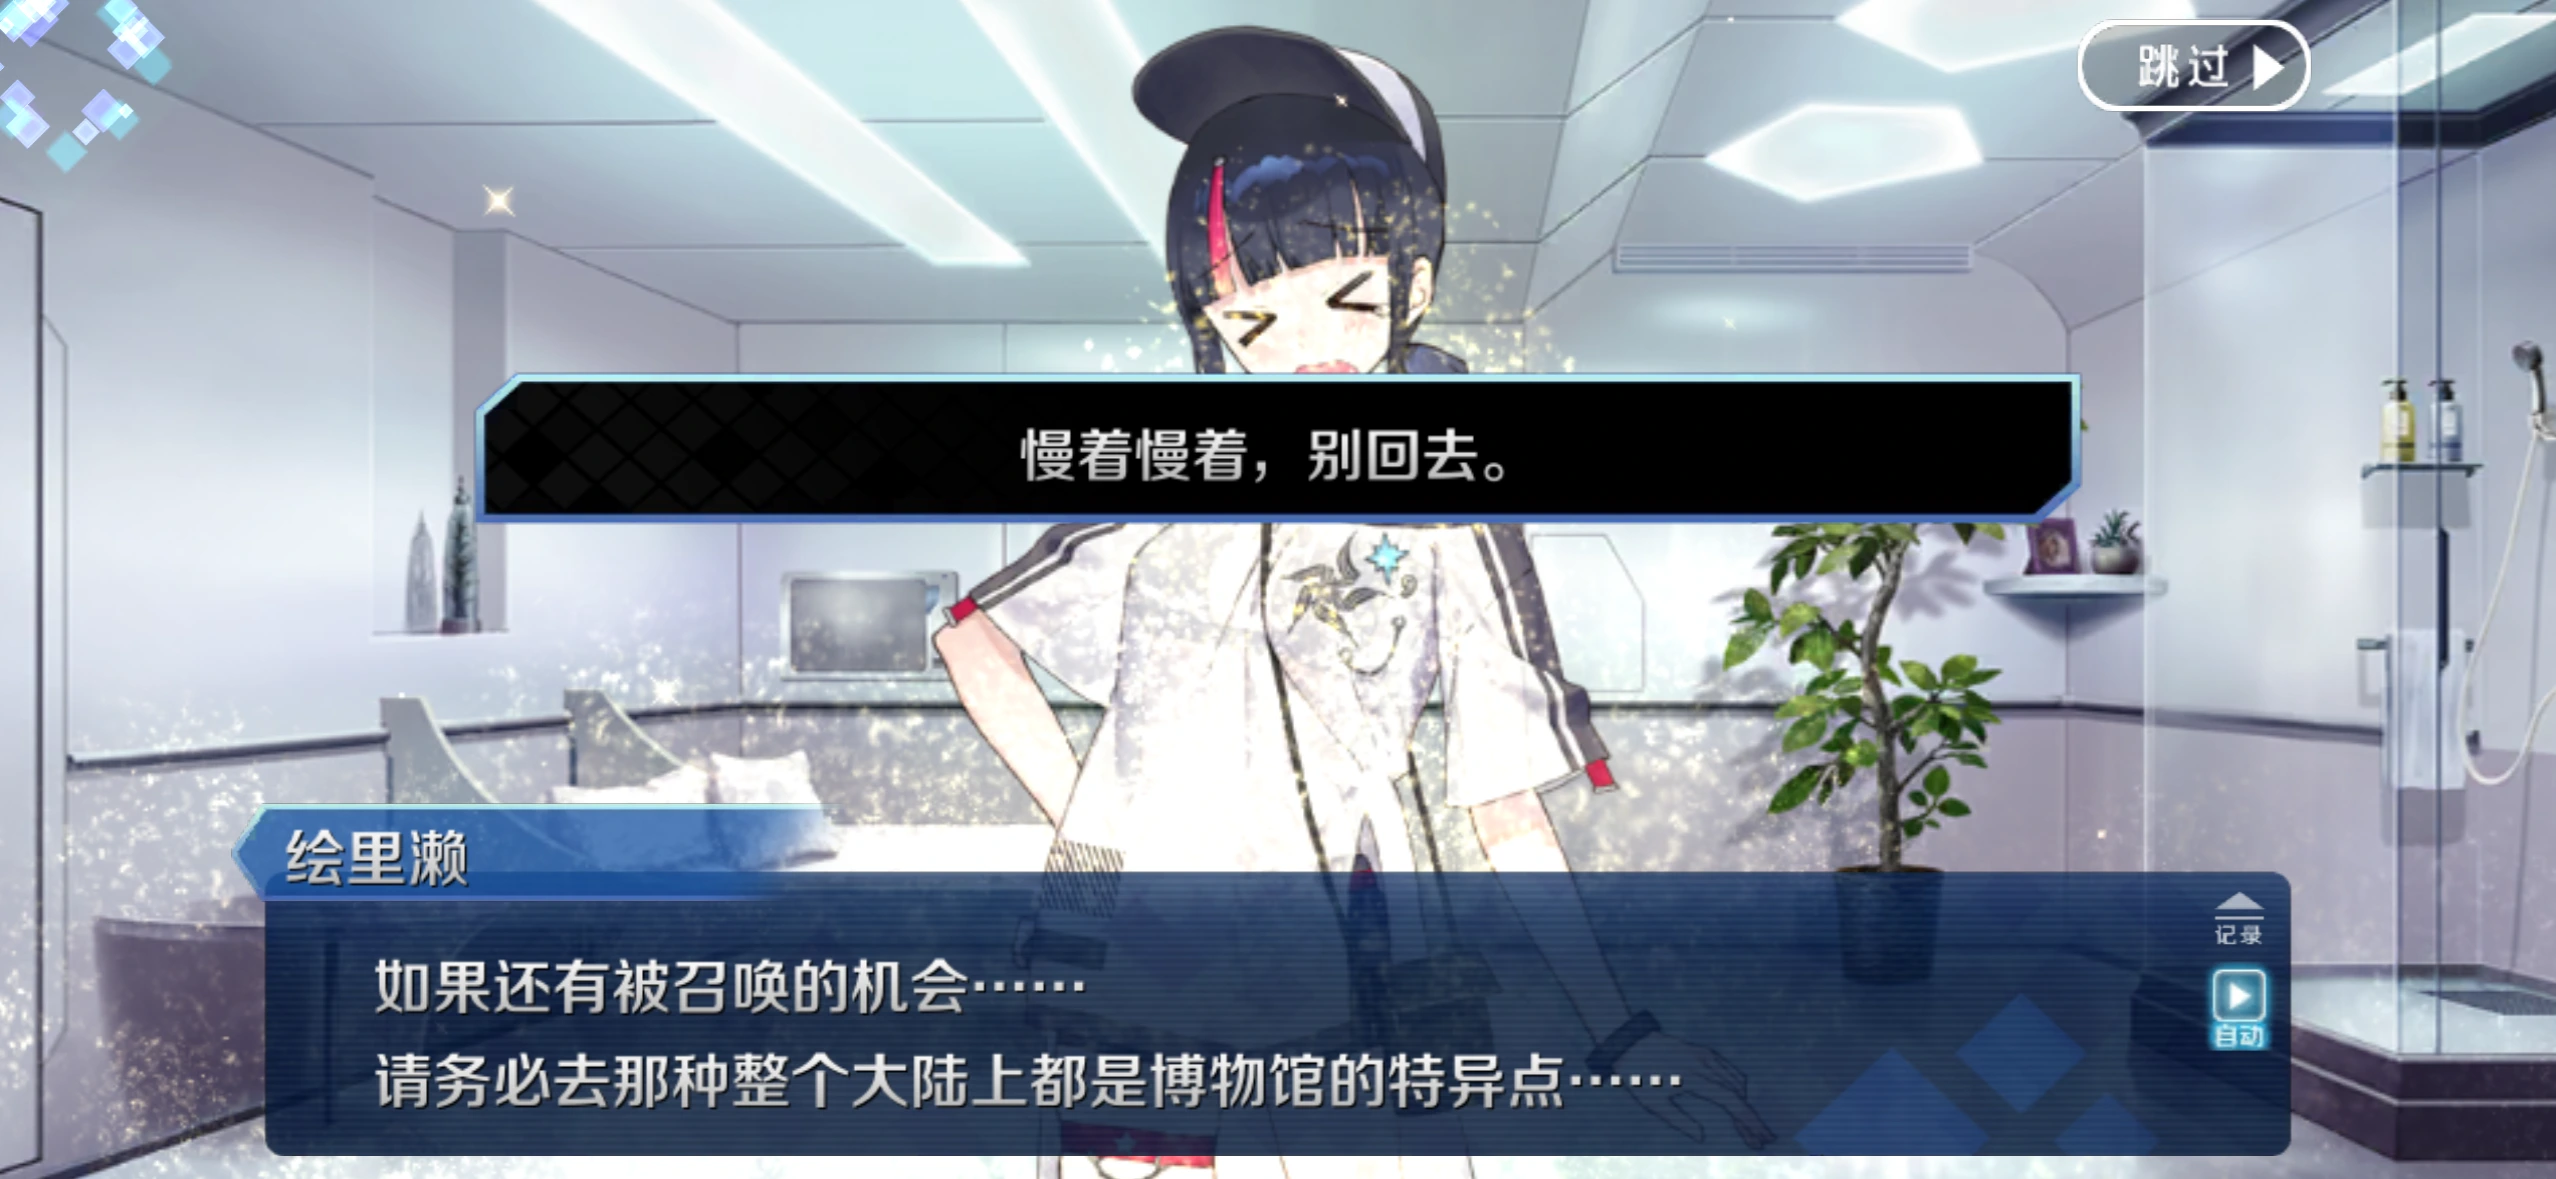 跳过
慢着慢着，别回去。
绘里濑
如果还有被召唤的机会……
请务必去那种整个大陆上都是博物馆的特异点……
记录
自动